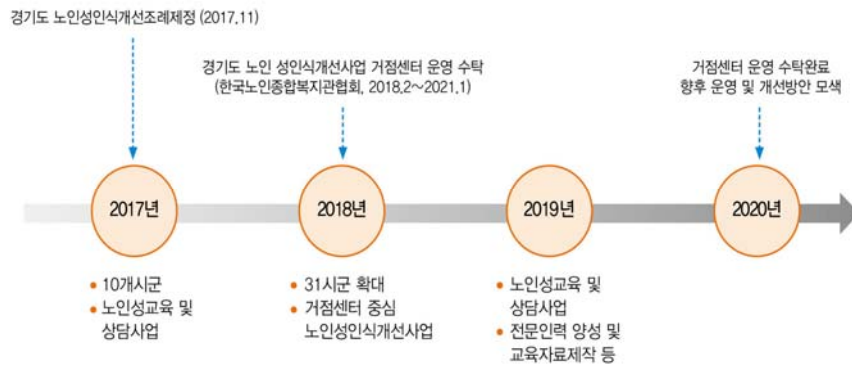 경기도 노인성인식개선조례제정 (2017.11)
경기도 노인 성인식개선사업 거점센터 운영 수탁
(한국노인종합복지관협회, 2018.2~2021.1)
거점센터 운영 수탁완료
향후 운영 및 개선방안 모색
2017년
2018년
2019년
2020년
• 10개시군
• 노인성교육 및
상담사업
• 31시군 확대
• 거점센터 중심
노인성인식개선사업
• 노인성교육 및
상담사업
• 전문인력 양성 및
교육자료제작 등